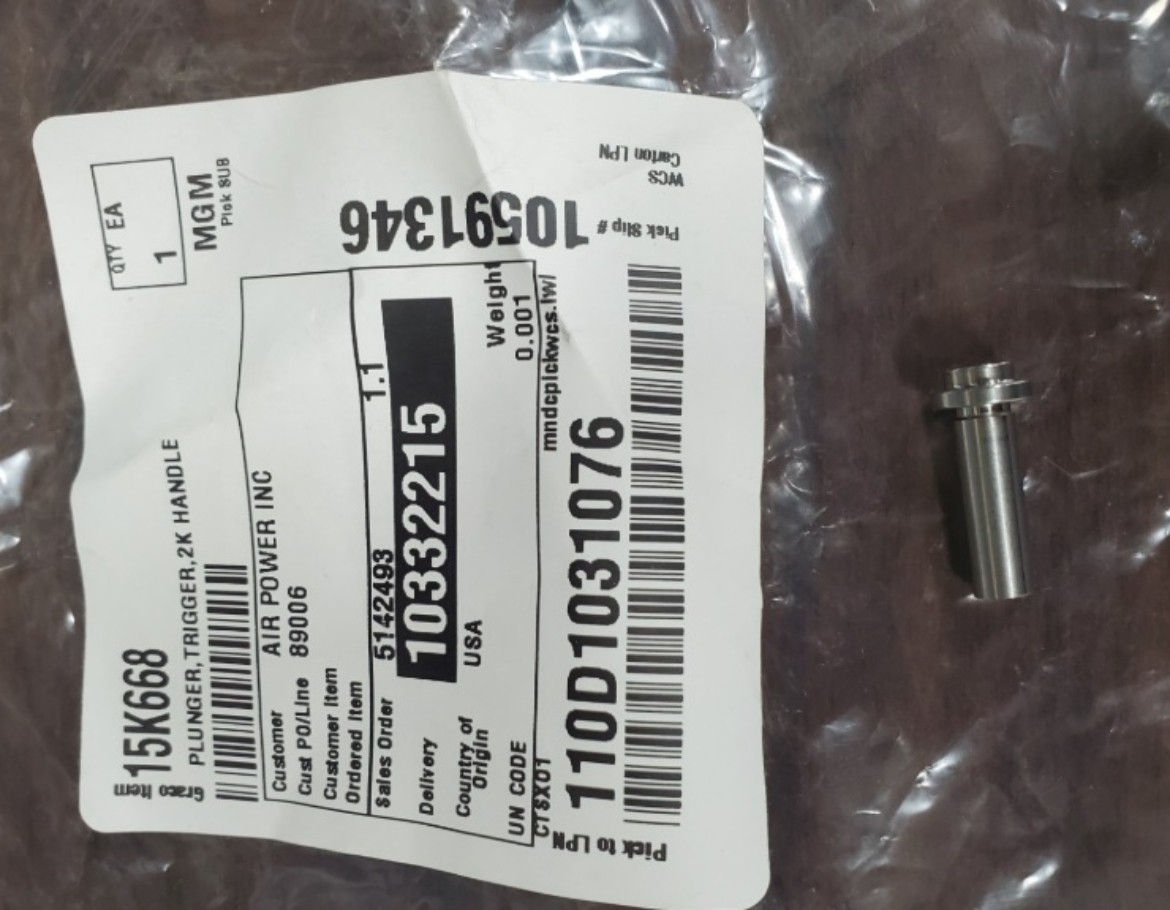 Graco Item 15K668
PLUNGER,TRIGGER,2K HANDLE
QTY EA
1
MGM
Pick SUB
Customer AIR POWER INC
Cust PO/Line 89006
Customer Item
Ordered Item
Sales Order 5142493 1.1
Delivery 10332215
Country of Origin USA
Weight
0.001
UN CODE
CTSX01 mndcpickwcs.lw/
Pick to LPN 110D1031076
Pick Slip # 10591346
WCS
Carton LPN